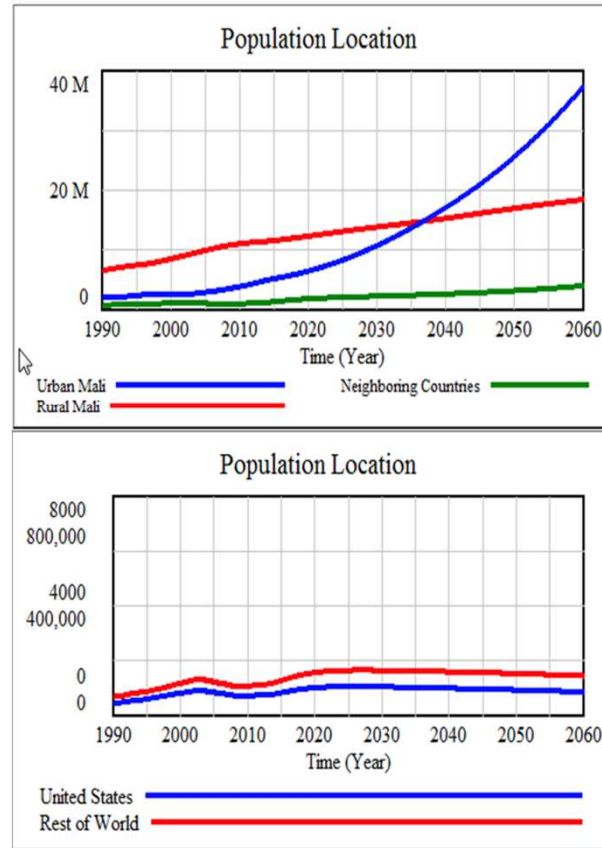 Population Location
40 M
20 M
0
1990 2000 2010 2020 2030 2040 2050 2060
Time (Year)
Urban Mali Neighboring Countries
Rural Mali
Population Location
8000
800,000
4000
400,000
0
0
1990 2000 2010 2020 2030 2040 2050 2060
Time (Year)
United States
Rest of World